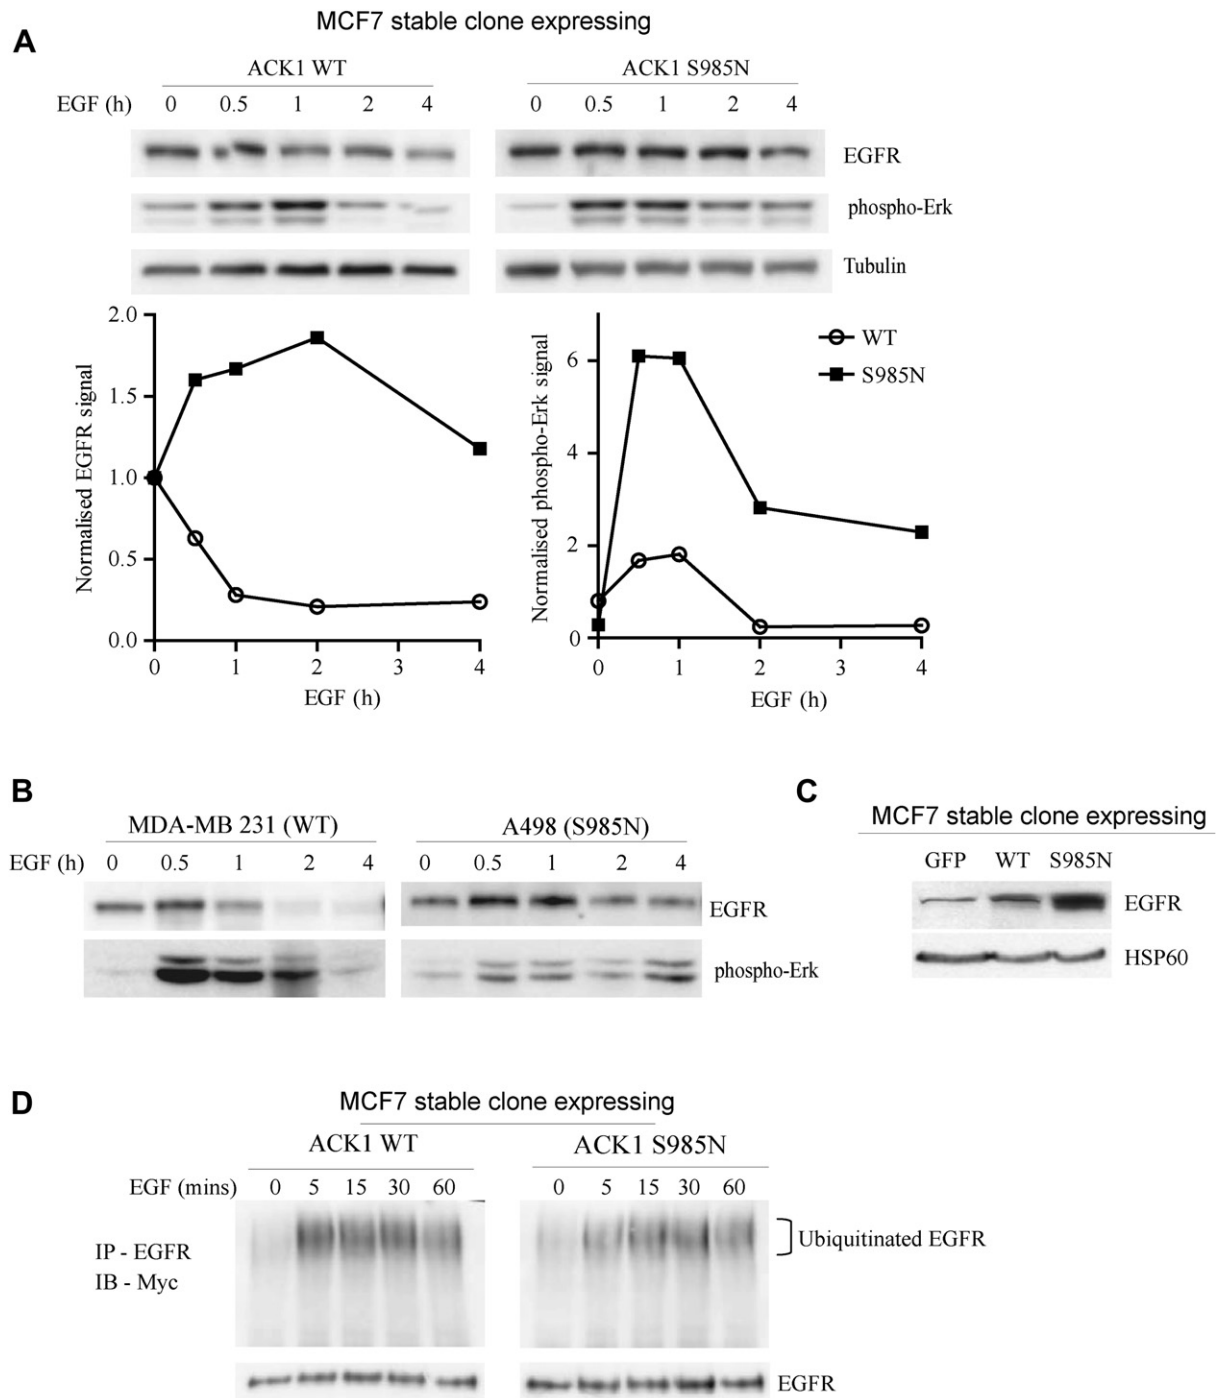 A
MCF7 stable clone expressing
ACK1 WT
ACK1 S985N
EGF (h) 0 0.5 1 2 4 0 0.5 1 2 4
EGFR
phospho-Erk
Tubulin
Normalised EGFR signal
2.0
1.5
1.0
0.5
0.0
0 1 2 3 4
EGF (h)
Normalised phospho-Erk signal
6
4
2
0
0 1 2 3 4
EGF (h)
WT
S985N
B
MDA-MB 231 (WT)
A498 (S985N)
EGF (h) 0 0.5 1 2 4 0 0.5 1 2 4
EGFR
phospho-Erk
C
MCF7 stable clone expressing
GFP WT S985N
EGFR
HSP60
D
MCF7 stable clone expressing
ACK1 WT
ACK1 S985N
EGF (mins) 0 5 15 30 60 0 5 15 30 60
IP - EGFR
IB - Myc
Ubiquitinated EGFR
EGFR